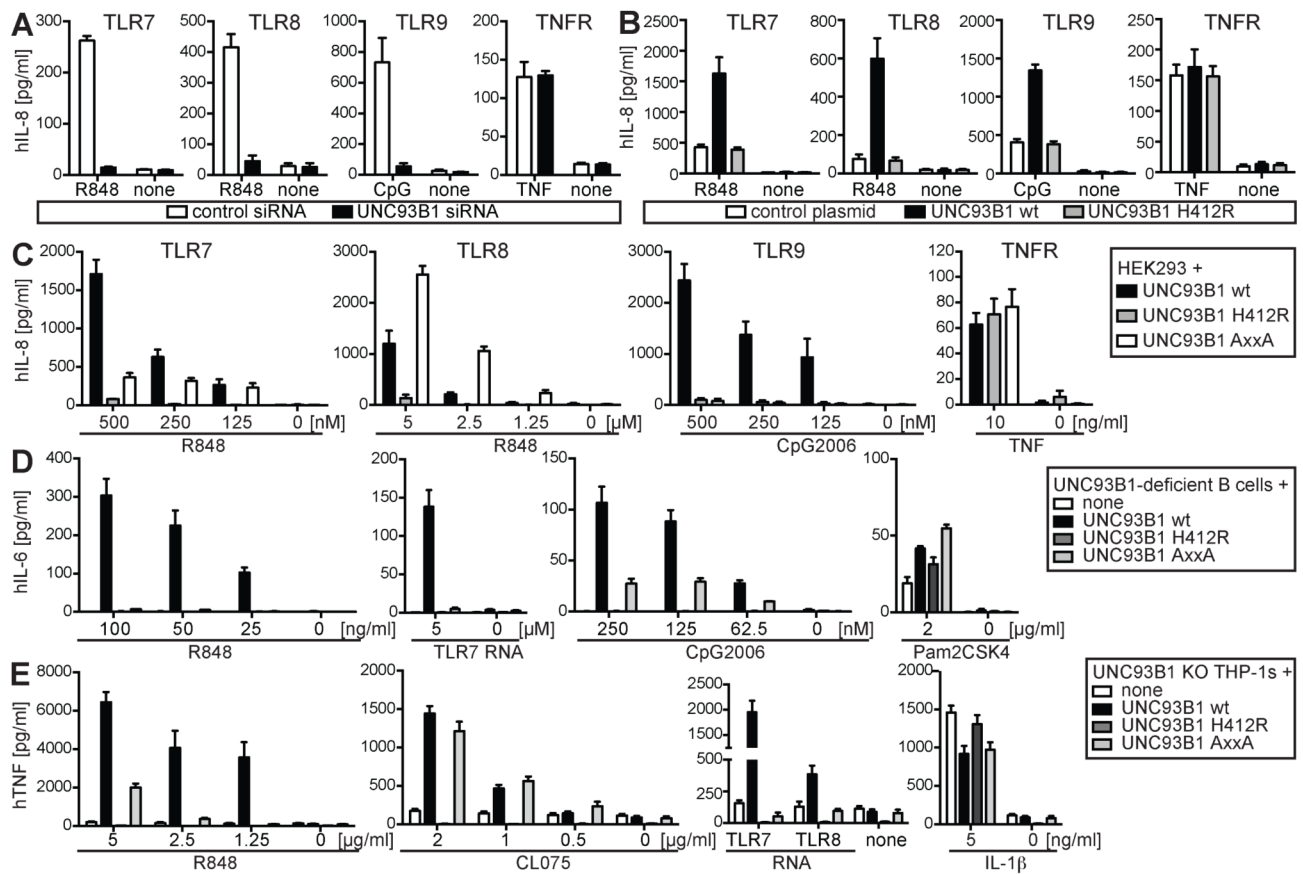 A TLR7 TLR8 TLR9 TNFR
hIL-8 [pg/ml]
300 200 100 0
500 400 300 200 100 0
1000 800 600 400 200 0
200 150 100 50 0
R848 none R848 none CpG none TNF none
control siRNA UNC93B1 siRNA
B TLR7 TLR8 TLR9 TNFR
hIL-8 [pg/ml]
2500 2000 1500 1000 500 0
800 600 400 200 0
2000 1500 1000 500 0
250 200 150 100 50 0
R848 none R848 none CpG none TNF none
control plasmid UNC93B1 wt UNC93B1 H412R
C TLR7 TLR8 TLR9 TNFR
hIL-8 [pg/ml]
2000 1500 1000 500 0
3000 2000 1000 0
3000 2000 1000 0
120 100 80 60 40 20 0
500 250 125 0 [nM] 5 2.5 1.25 0 [µM] 500 250 125 0 [nM] 10 0 [ng/ml]
R848 R848 CpG2006 TNF
HEK293 +
UNC93B1 wt
UNC93B1 H412R
UNC93B1 AxxA
D
hIL-6 [pg/ml]
400 300 200 100 0
200 150 100 50 0
150 100 50 0
100 50 0
100 50 25 0 [ng/ml] 5 0 [µM] 250 125 62.5 0 [nM] 2 0 [µg/ml]
R848 TLR7 RNA CpG2006 Pam2CSK4
UNC93B1-deficient B cells +
none
UNC93B1 wt
UNC93B1 H412R
UNC93B1 AxxA
E
hTNF [pg/ml]
8000 6000 4000 2000 0
2000 1500 1000 500 0
2500 2000 1500 1000 500 250 0
2000 1500 1000 500 0
5 2.5 1.25 0 [µg/ml] 2 1 0.5 0 [µg/ml] TLR7 TLR8 none 5 0 [ng/ml]
R848 CL075 RNA IL-1β
UNC93B1 KO THP-1s +
none
UNC93B1 wt
UNC93B1 H412R
UNC93B1 AxxA